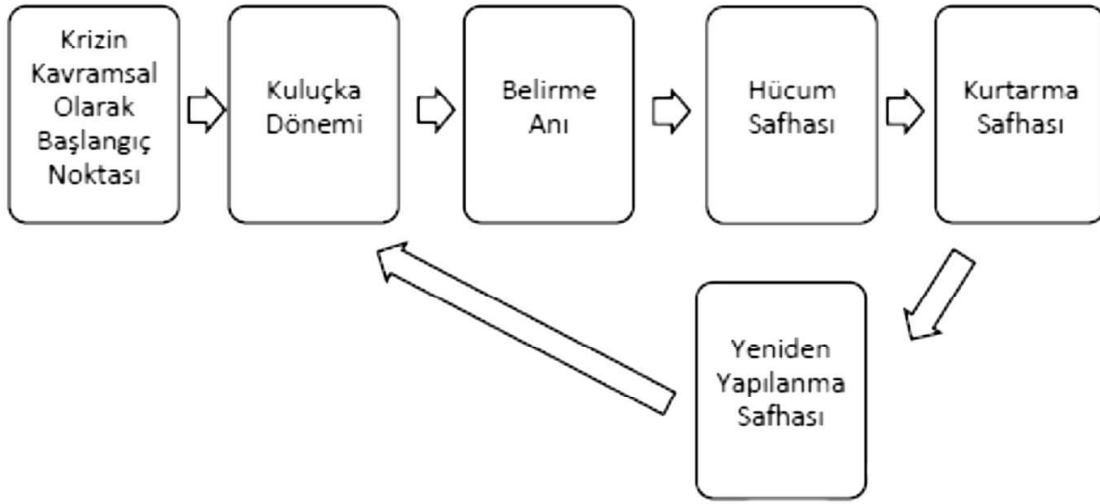 Krizin
Kavramsal
Olarak
Başlangıç
Noktası
Kuluçka
Dönemi
Belirme
Anı
Hücum
Safhası
Kurtarma
Safhası
Yeniden
Yapılanma
Safhası